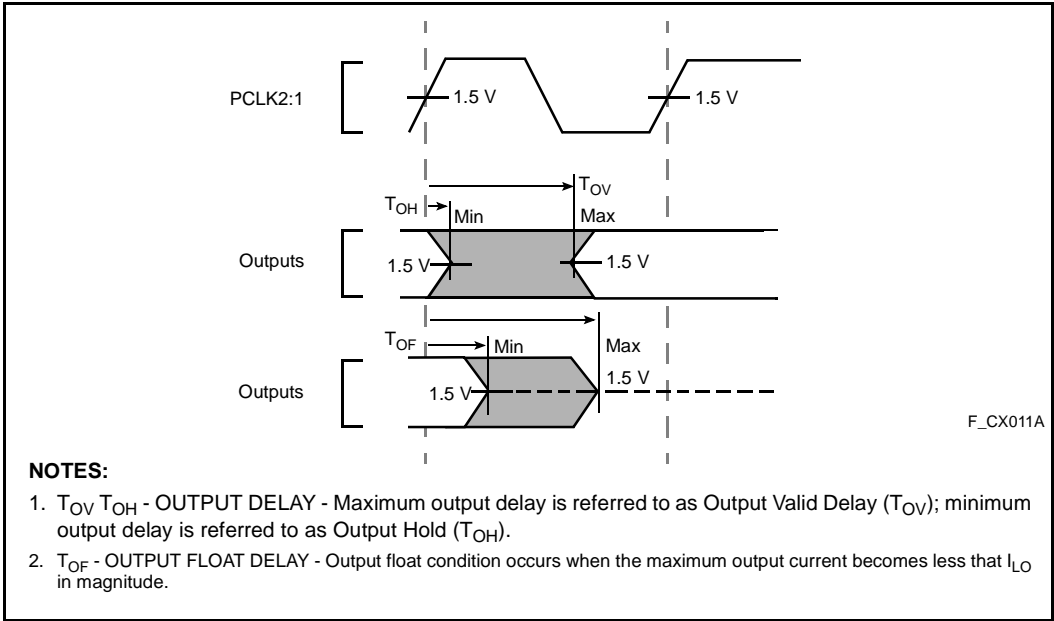 PCLK2:1
1.5 V
1.5 V
T_OV
T_OH
Min
Max
Outputs
1.5 V
1.5 V
T_OF
Min
Max
Outputs
1.5 V
1.5 V
F_CX011A
NOTES:
1. T_OV T_OH - OUTPUT DELAY - Maximum output delay is referred to as Output Valid Delay (T_OV); minimum
output delay is referred to as Output Hold (T_OH).
2. T_OF - OUTPUT FLOAT DELAY - Output float condition occurs when the maximum output current becomes less that I_LO
in magnitude.